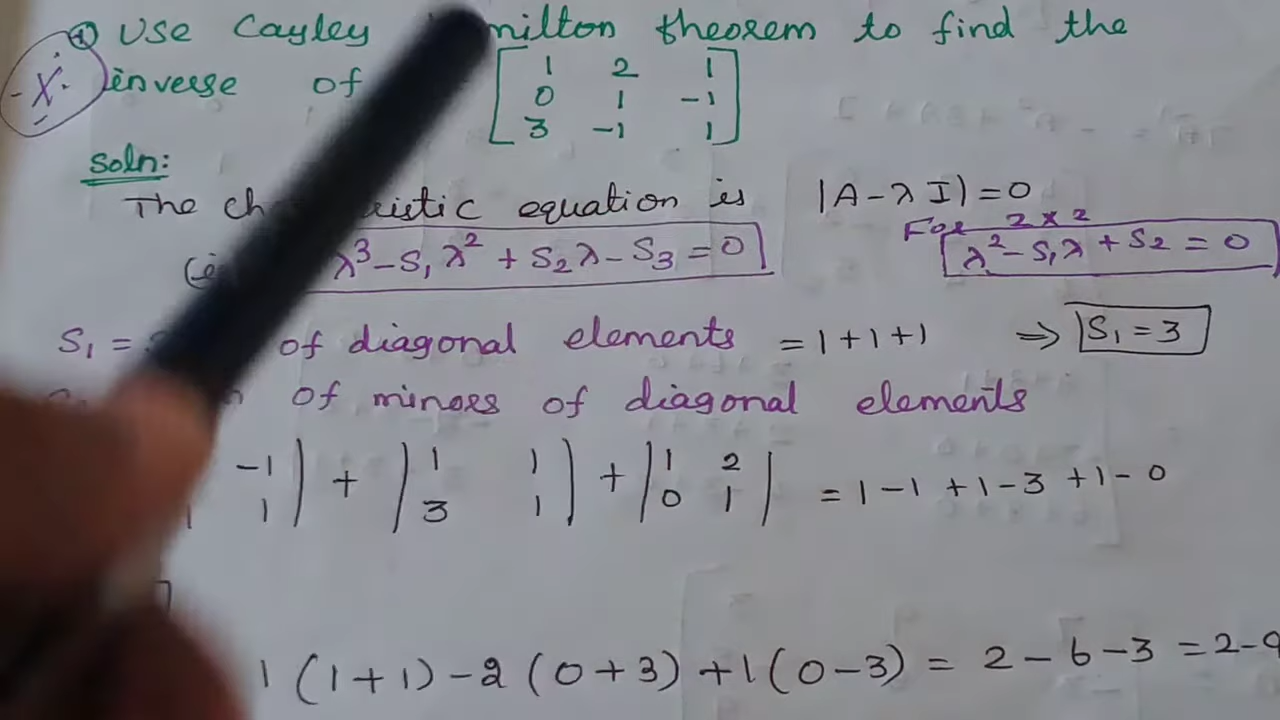 ④ Use Cayley milton theorem to find the
-X- inverse of
[1 2 1
0 1 -1
3 -1 1]
Soln:
The ch ristic equation is |A-λI|=0
λ³-S₁λ²+S₂λ-S₃=0
For 2×2
λ²-S₁λ+S₂=0
S₁ = of diagonal elements = 1+1+1 ⇒ S₁=3
of minors of diagonal elements
-1
1| + |1 1
3 1| + |1 2
0 1| = 1-1+1-3+1-0
1(1+1)-2(0+3)+1(0-3) = 2-6-3 = 2-9